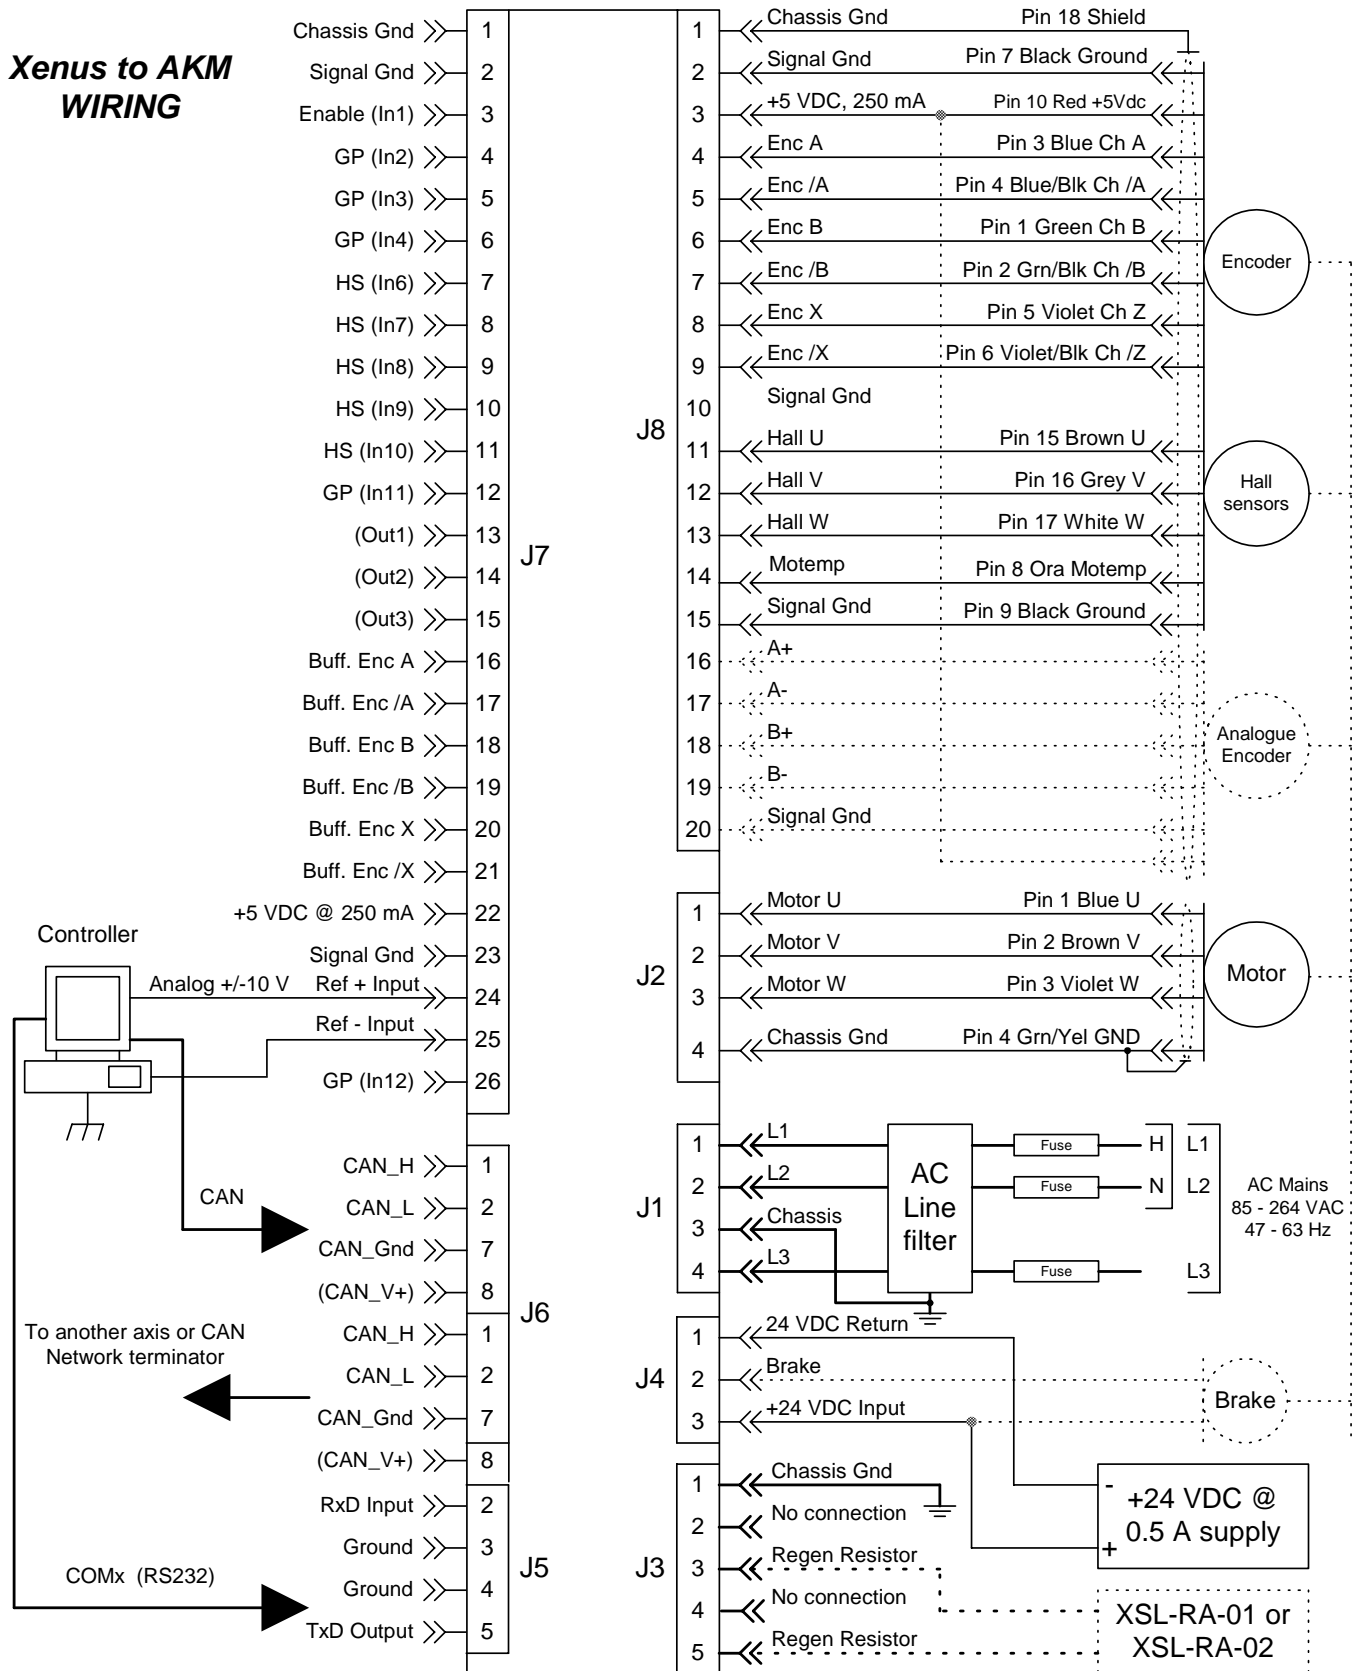 Xenus to AKM
WIRING
Chassis Gnd 1
Signal Gnd 2
Enable (In1) 3
GP (In2) 4
GP (In3) 5
GP (In4) 6
HS (In6) 7
HS (In7) 8
HS (In8) 9
HS (In9) 10
HS (In10) 11
GP (In11) 12
(Out1) 13
(Out2) 14
(Out3) 15
Buff. Enc A 16
Buff. Enc /A 17
Buff. Enc B 18
Buff. Enc /B 19
Buff. Enc X 20
Buff. Enc /X 21
+5 VDC @ 250 mA 22
Signal Gnd 23
Analog +/-10 V Ref + Input 24
Ref - Input 25
GP (In12) 26
J7
Controller
CAN
CAN_H 1
CAN_L 2
CAN_Gnd 7
(CAN_V+) 8
CAN_H 1
CAN_L 2
CAN_Gnd 7
(CAN_V+) 8
J6
To another axis or CAN
Network terminator
RxD Input 2
Ground 3
Ground 4
TxD Output 5
J5
COMx (RS232)
J8
1 Chassis Gnd Pin 18 Shield
2 Signal Gnd Pin 7 Black Ground
3 +5 VDC, 250 mA Pin 10 Red +5Vdc
4 Enc A Pin 3 Blue Ch A
5 Enc /A Pin 4 Blue/Blk Ch /A
6 Enc B Pin 1 Green Ch B
7 Enc /B Pin 2 Grn/Blk Ch /B
8 Enc X Pin 5 Violet Ch Z
9 Enc /X Pin 6 Violet/Blk Ch /Z
10 Signal Gnd
11 Hall U Pin 15 Brown U
12 Hall V Pin 16 Grey V
13 Hall W Pin 17 White W
14 Motemp Pin 8 Ora Motemp
15 Signal Gnd Pin 9 Black Ground
16 A+
17 A-
18 B+
19 B-
20 Signal Gnd
Encoder
Hall
sensors
Analogue
Encoder
J2
1 Motor U Pin 1 Blue U
2 Motor V Pin 2 Brown V
3 Motor W Pin 3 Violet W
4 Chassis Gnd Pin 4 Grn/Yel GND
Motor
J1
1 L1 Fuse H L1
2 L2 Fuse N L2
3 Chassis
4 L3 Fuse L3
AC
Line
filter
AC Mains
85 - 264 VAC
47 - 63 Hz
J4
1 24 VDC Return
2 Brake
3 +24 VDC Input
Brake
J3
1 Chassis Gnd
2 No connection
3 Regen Resistor
4 No connection
5 Regen Resistor
-
+24 VDC @
0.5 A supply
+
XSL-RA-01 or
XSL-RA-02